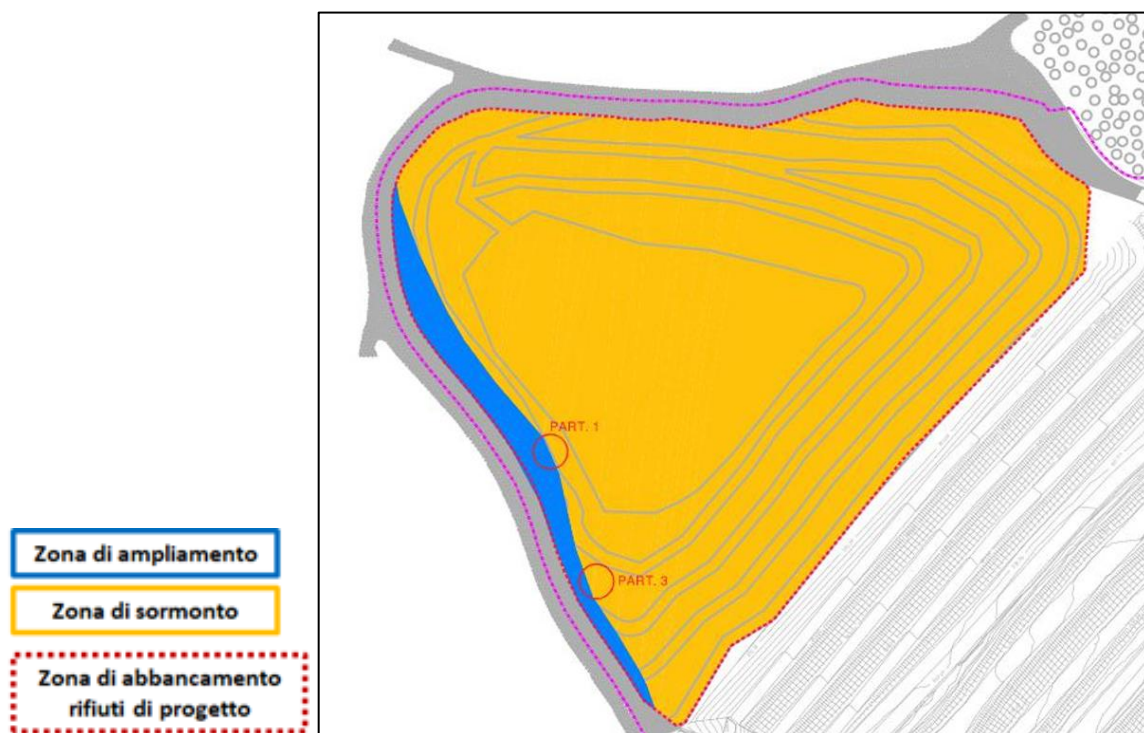 PART. 1
PART. 3
Zona di ampliamento
Zona di sormonto
Zona di abbancamento
rifiuti di progetto